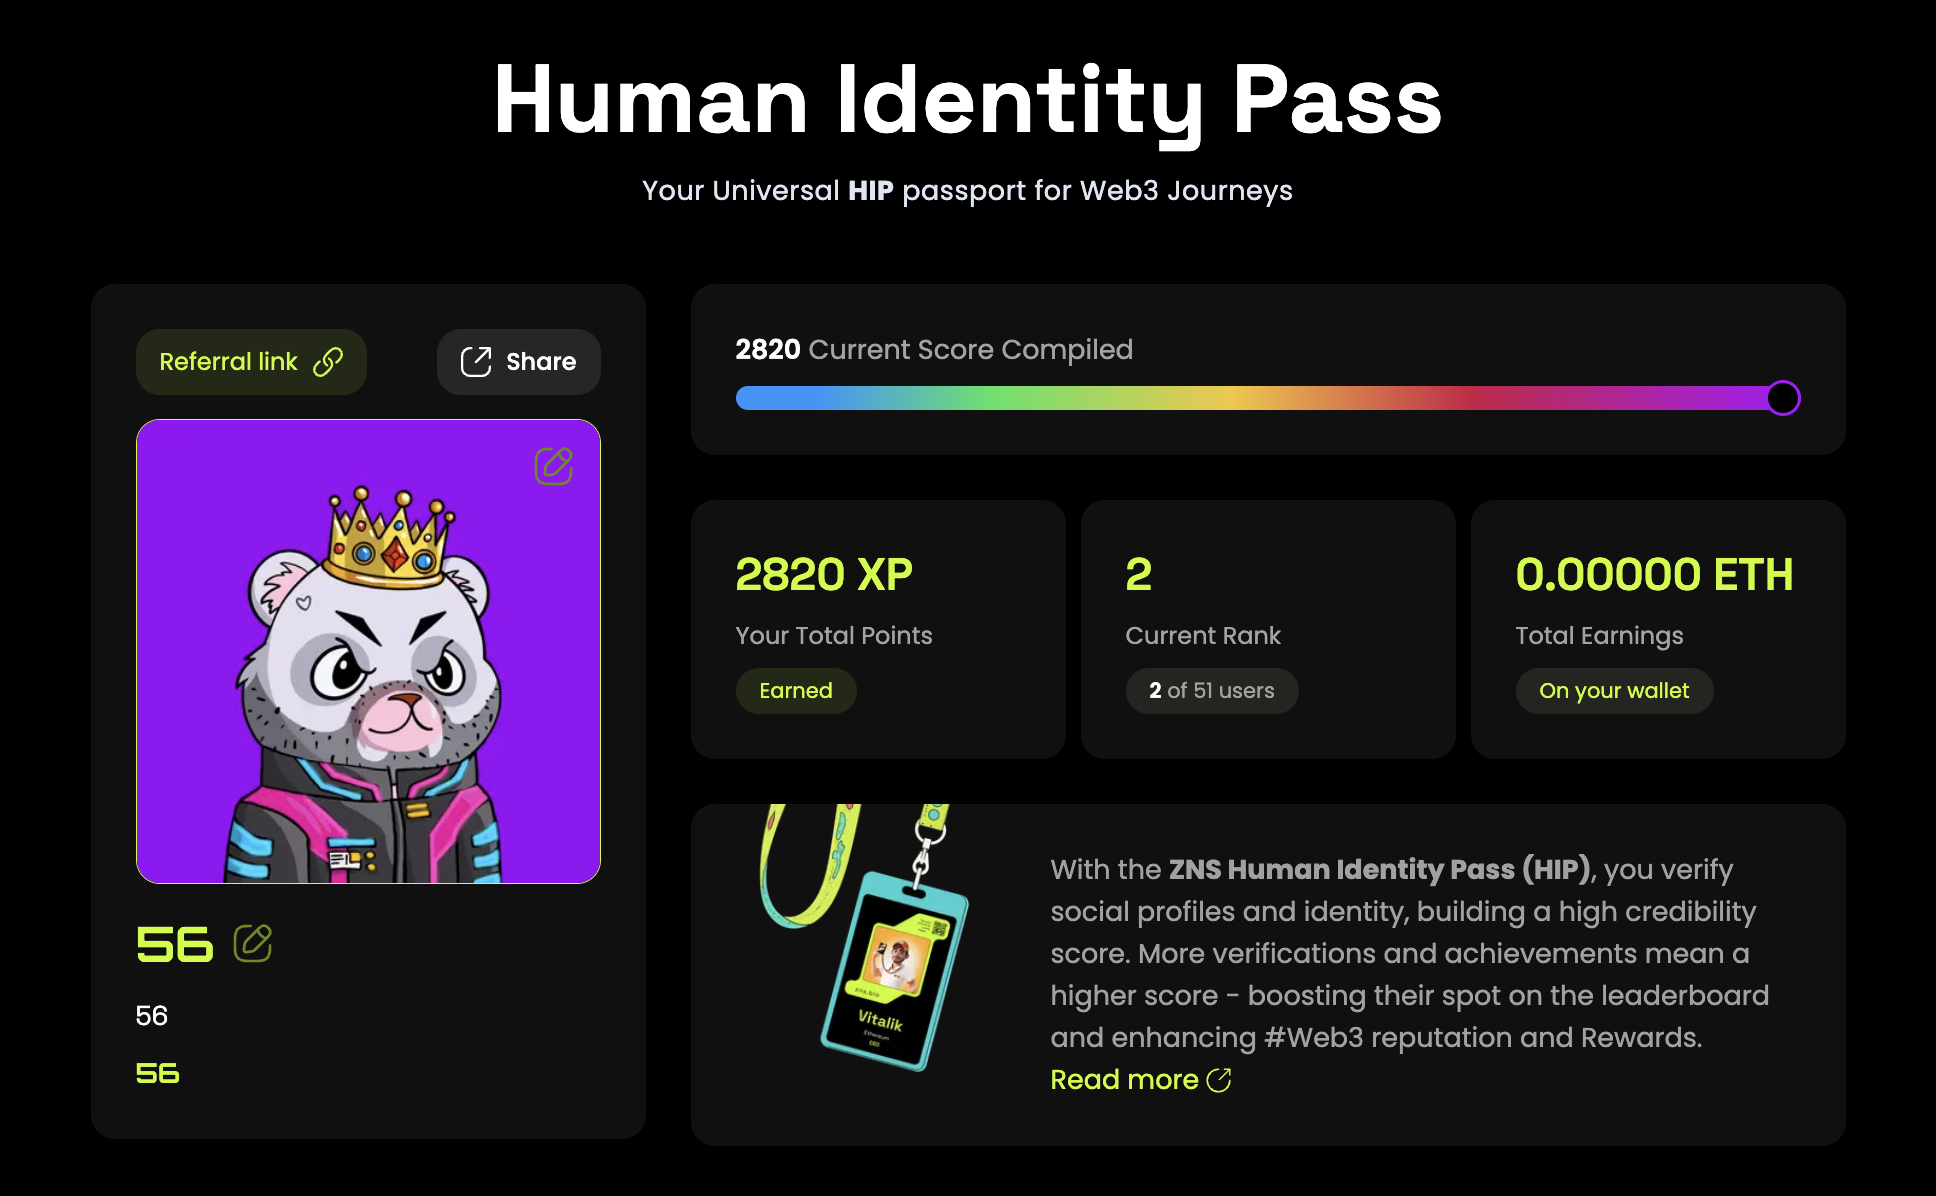 Human Identity Pass
Your Universal HIP passport for Web3 Journeys
Referral link
Share
56
56
56
2820 Current Score Compiled
2820 XP
Your Total Points
Earned
2
Current Rank
2 of 51 users
0.00000 ETH
Total Earnings
On your wallet
zns.bio
Vitalik
Ethereum
CEO
With the ZNS Human Identity Pass (HIP), you verify
social profiles and identity, building a high credibility
score. More verifications and achievements mean a
higher score - boosting their spot on the leaderboard
and enhancing #Web3 reputation and Rewards.
Read more